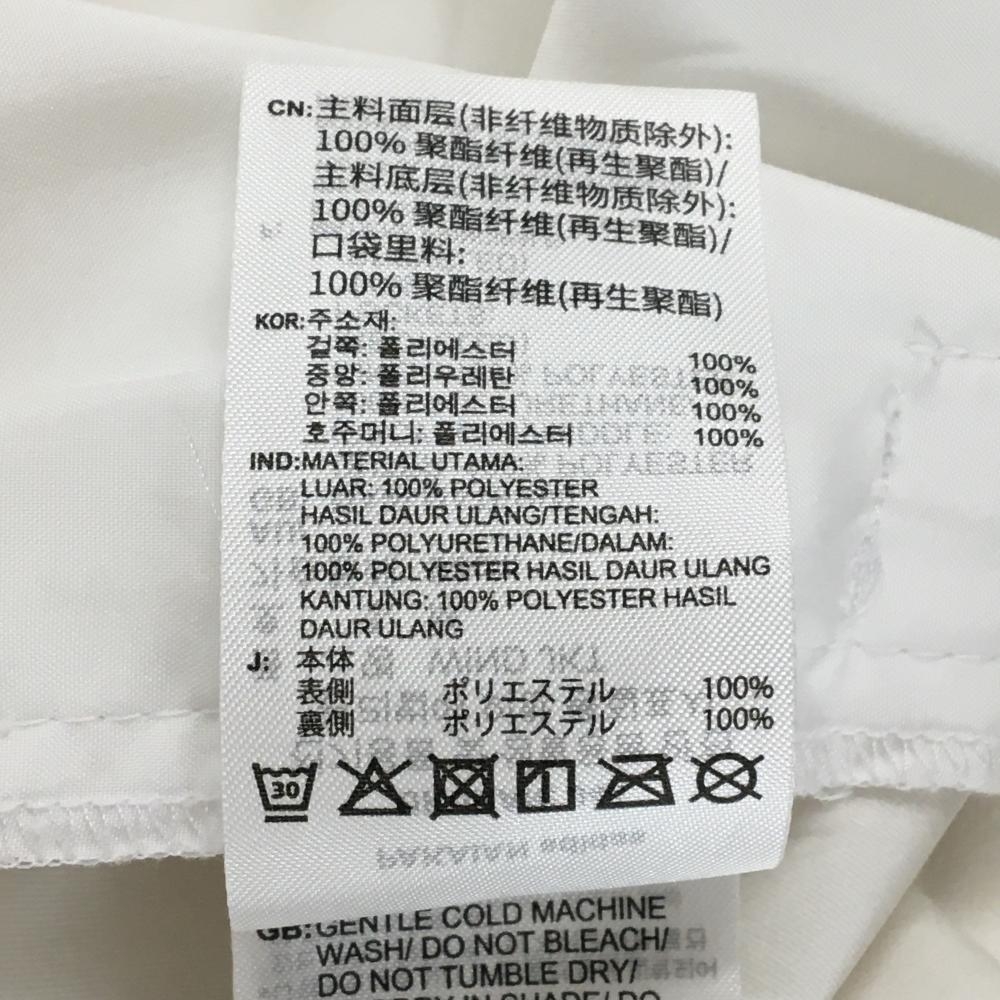 CN:主料面层(非纤维物质除外):
100% 聚酯纤维(再生聚酯)/
主料底层(非纤维物质除外):
100% 聚酯纤维(再生聚酯)/
口袋里料:
100% 聚酯纤维(再生聚酯)
KOR:주소재:
겉쪽: 폴리에스터 100%
중앙: 폴리우레탄 100%
안쪽: 폴리에스터 100%
호주머니: 폴리에스터 100%
IND:MATERIAL UTAMA:
LUAR: 100% POLYESTER
HASIL DAUR ULANG/TENGAH:
100% POLYURETHANE/DALAM:
100% POLYESTER HASIL DAUR ULANG
KANTUNG: 100% POLYESTER HASIL
DAUR ULANG
J: 本体
表側 ポリエステル 100%
裏側 ポリエステル 100%
30
GB:GENTLE COLD MACHINE
WASH/ DO NOT BLEACH/
DO NOT TUMBLE DRY/
DRY IN SHADE/ DO